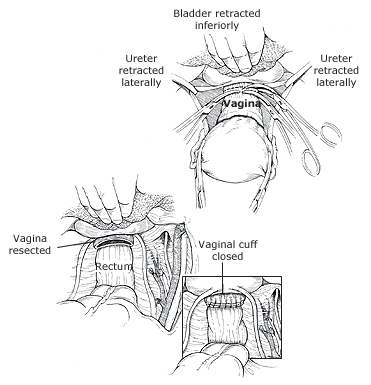 Bladder retracted
inferiorly
Ureter
retracted
laterally
Ureter
retracted
laterally
Vagina
Vagina
resected
Rectum
Vaginal cuff
closed